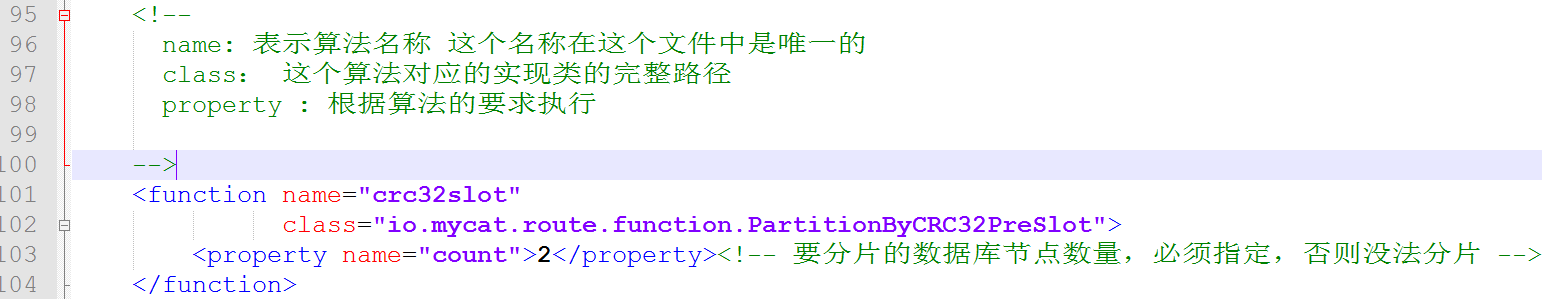 95 <!--
96 name: 表示算法名称 这个名称在这个文件中是唯一的
97 class: 这个算法对应的实现类的完整路径
98 property : 根据算法的要求执行
99
100 -->
101 <function name="crc32slot"
102 class="io.mycat.route.function.PartitionByCRC32PreSlot">
103 <property name="count">2</property><!-- 要分片的数据库节点数量，必须指定，否则没法分片 -->
104 </function>